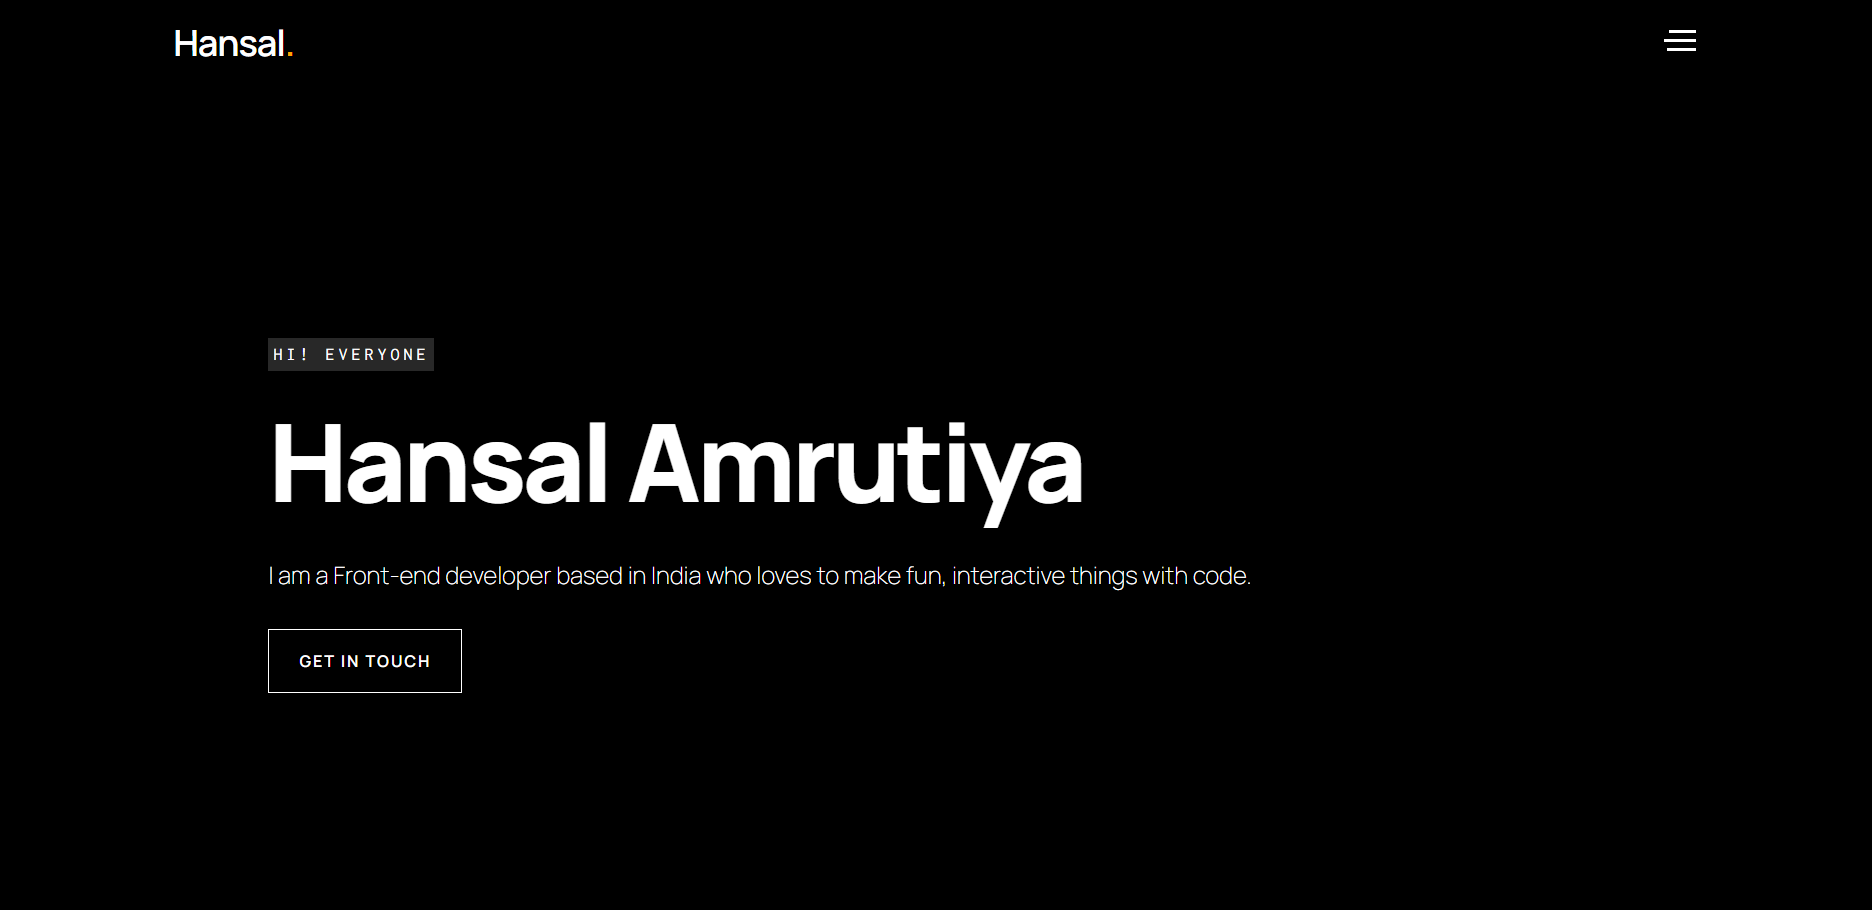 Hansal.
HI! EVERYONE
Hansal Amrutiya
I am a Front-end developer based in India who loves to make fun, interactive things with code.
GET IN TOUCH